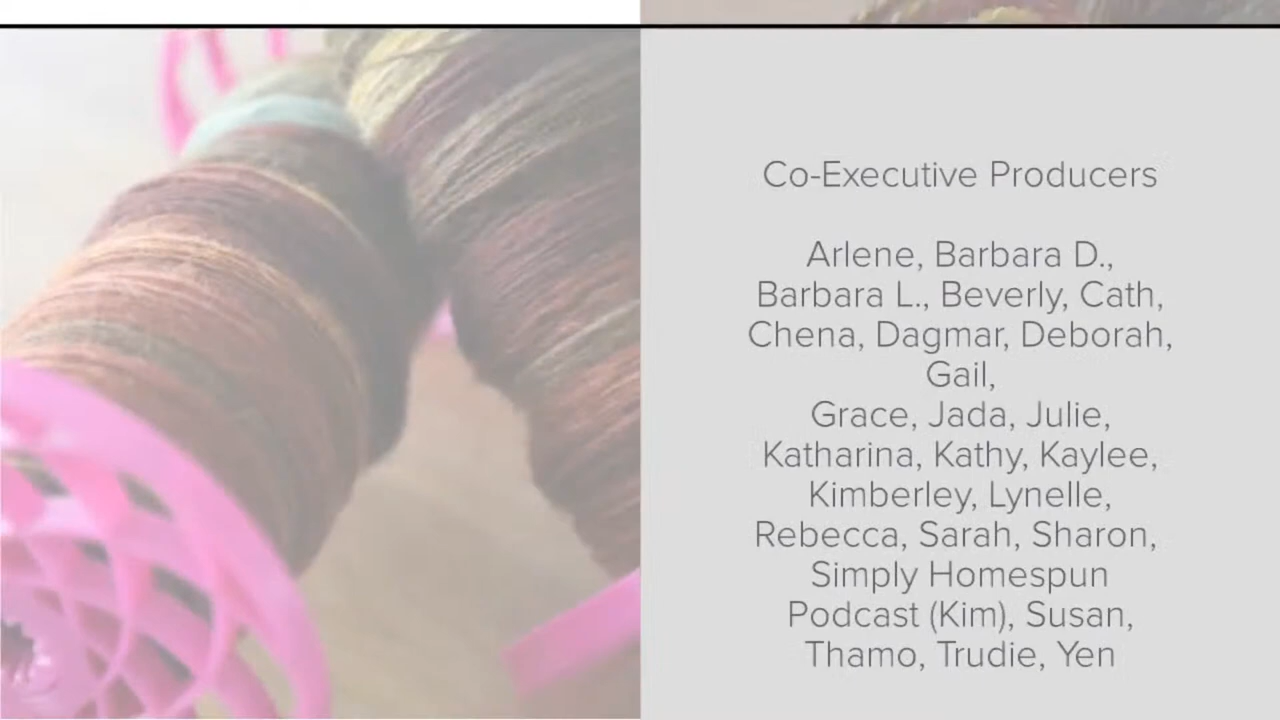 Co-Executive Producers
Arlene, Barbara D.,
Barbara L., Beverly, Cath,
Chena, Dagmar, Deborah,
Gail,
Grace, Jada, Julie,
Katharina, Kathy, Kaylee,
Kimberley, Lynelle,
Rebecca, Sarah, Sharon,
Simply Homespun
Podcast (Kim), Susan,
Thamo, Trudie, Yen